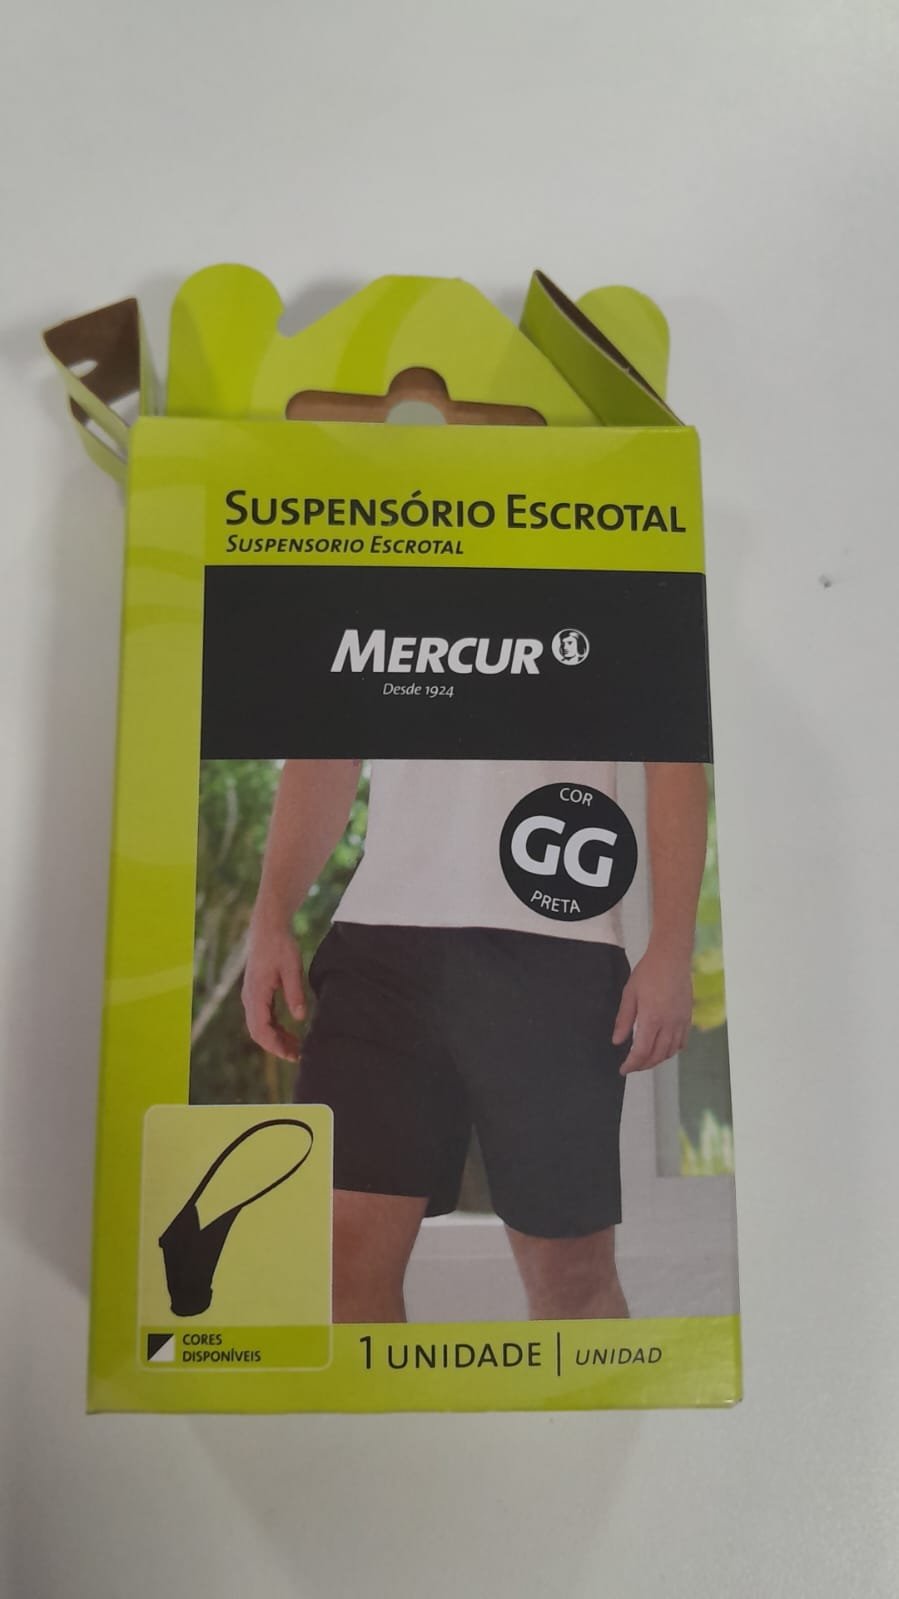 SUSPENSÓRIO ESCROTAL
SUSPENSORIO ESCROTAL
MERCUR
Desde 1924
COR
GG
PRETA
CORES
DISPONÍVEIS
1 UNIDADE | UNIDAD